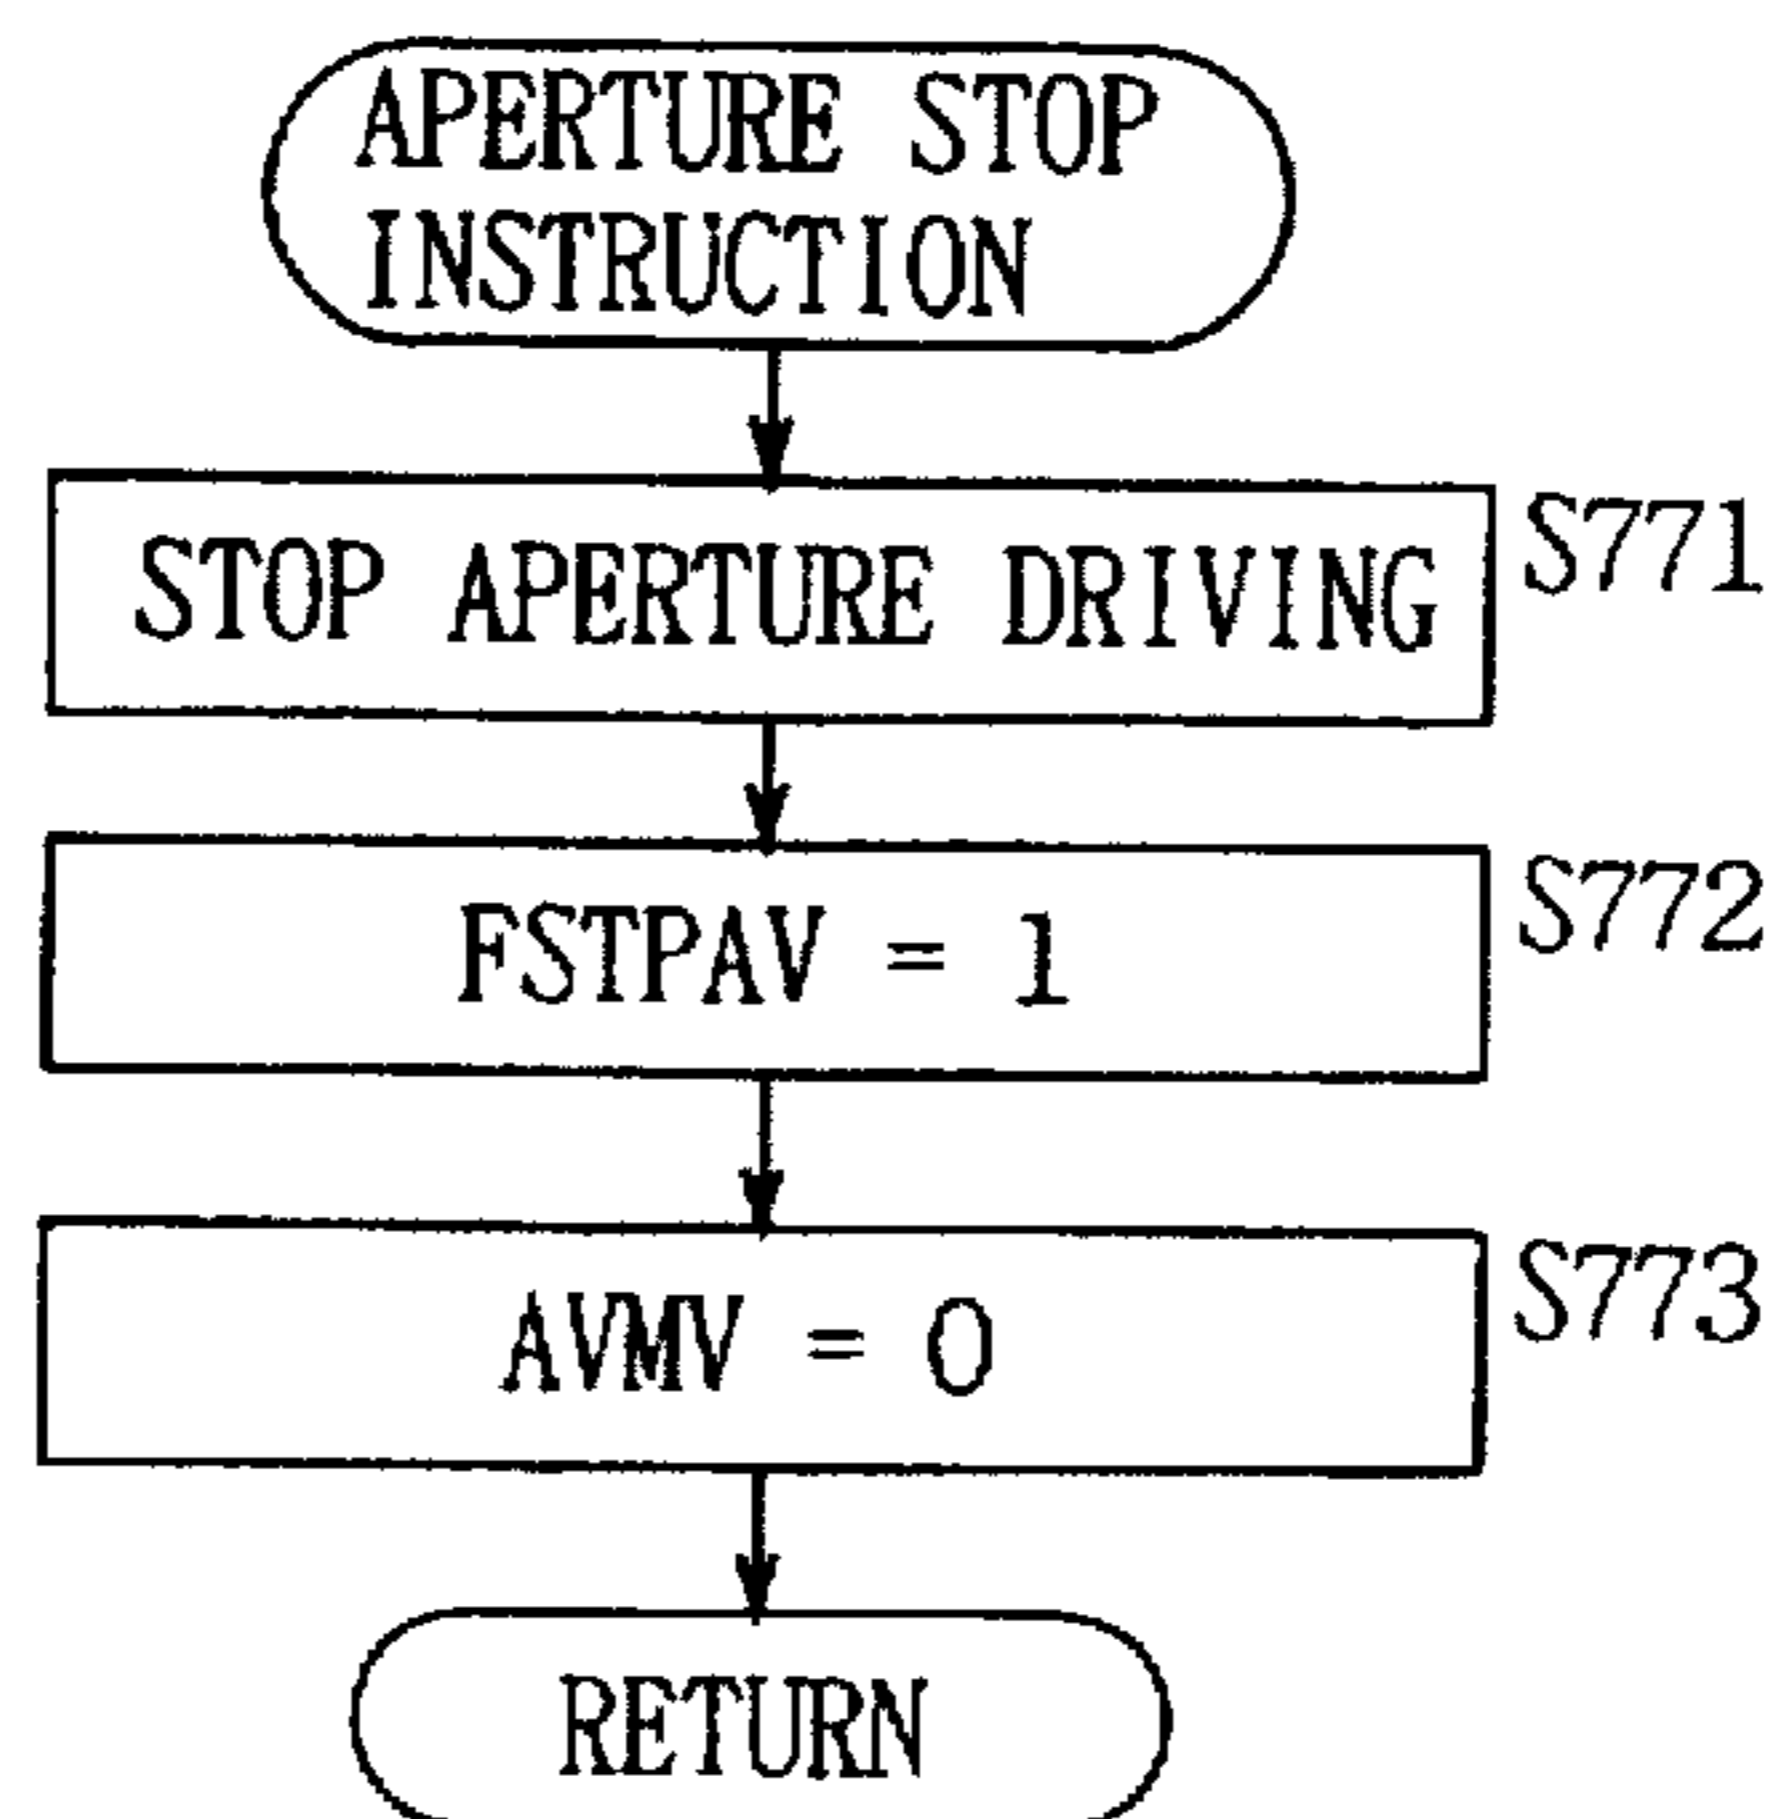 APERTURE STOP
INSTRUCTION
STOP APERTURE DRIVING
S771
FSTPAV = 1
S772
AVMV = 0
S773
RETURN